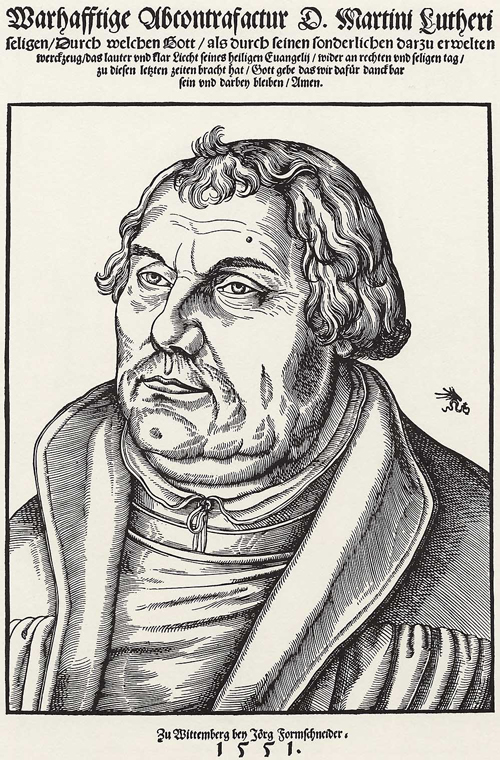 Warhafftige Abcontrafactur D. Martini Lutheri
seligen/Durch welchen Gott/als durch seinen sonderlichen darzu erwelten
werckzeug/das lauter vnd klar Liecht seines heiligen Euangelij/wider an rechten vnd seligen tag/
zu diesen letzten zeiten bracht hat/Gott gebe das wir dafür danckbar
sein vnd darbey bleiben/Amen.
Zu Wittemberg bey Jörg Formschneider.
1551.